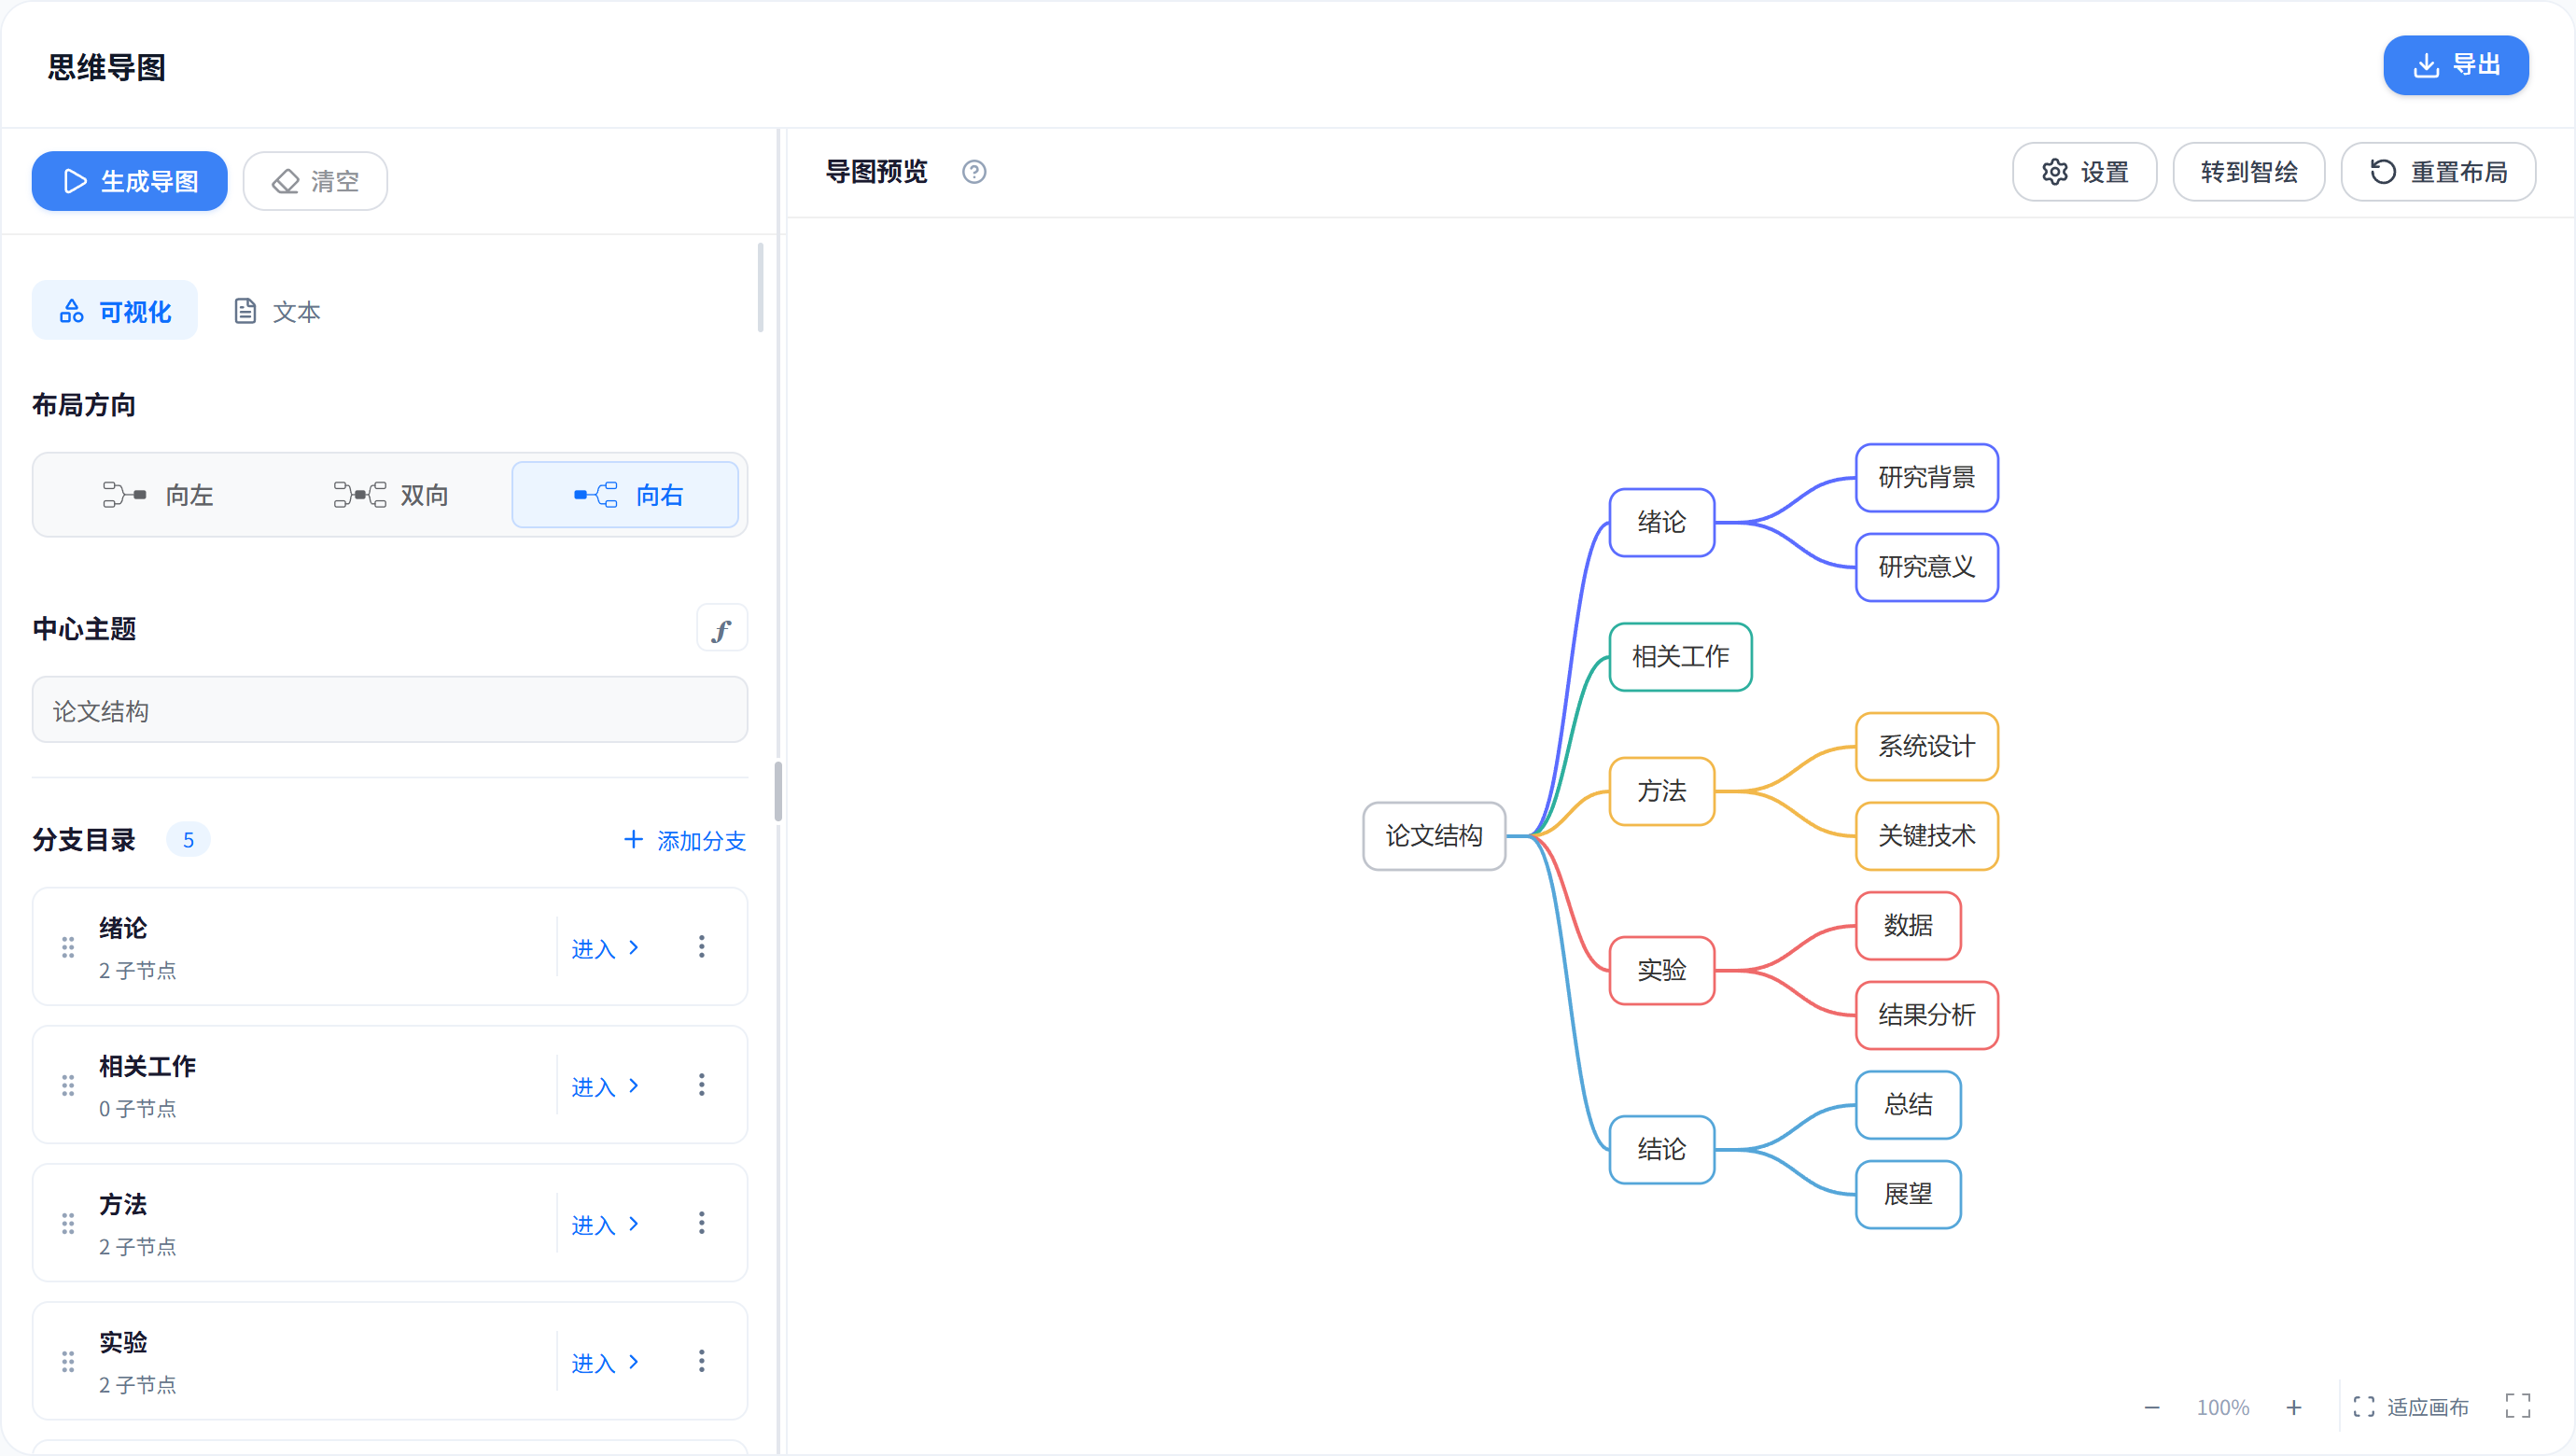 思维导图
导出
生成导图
清空
可视化
文本
布局方向
向左
双向
向右
中心主题
论文结构
分支目录
5
添加分支
绪论
2 子节点
进入
相关工作
0 子节点
进入
方法
2 子节点
进入
实验
2 子节点
进入
导图预览
设置
转到智绘
重置布局
论文结构
绪论
研究背景
研究意义
相关工作
方法
系统设计
关键技术
实验
数据
结果分析
结论
总结
展望
100%
适应画布